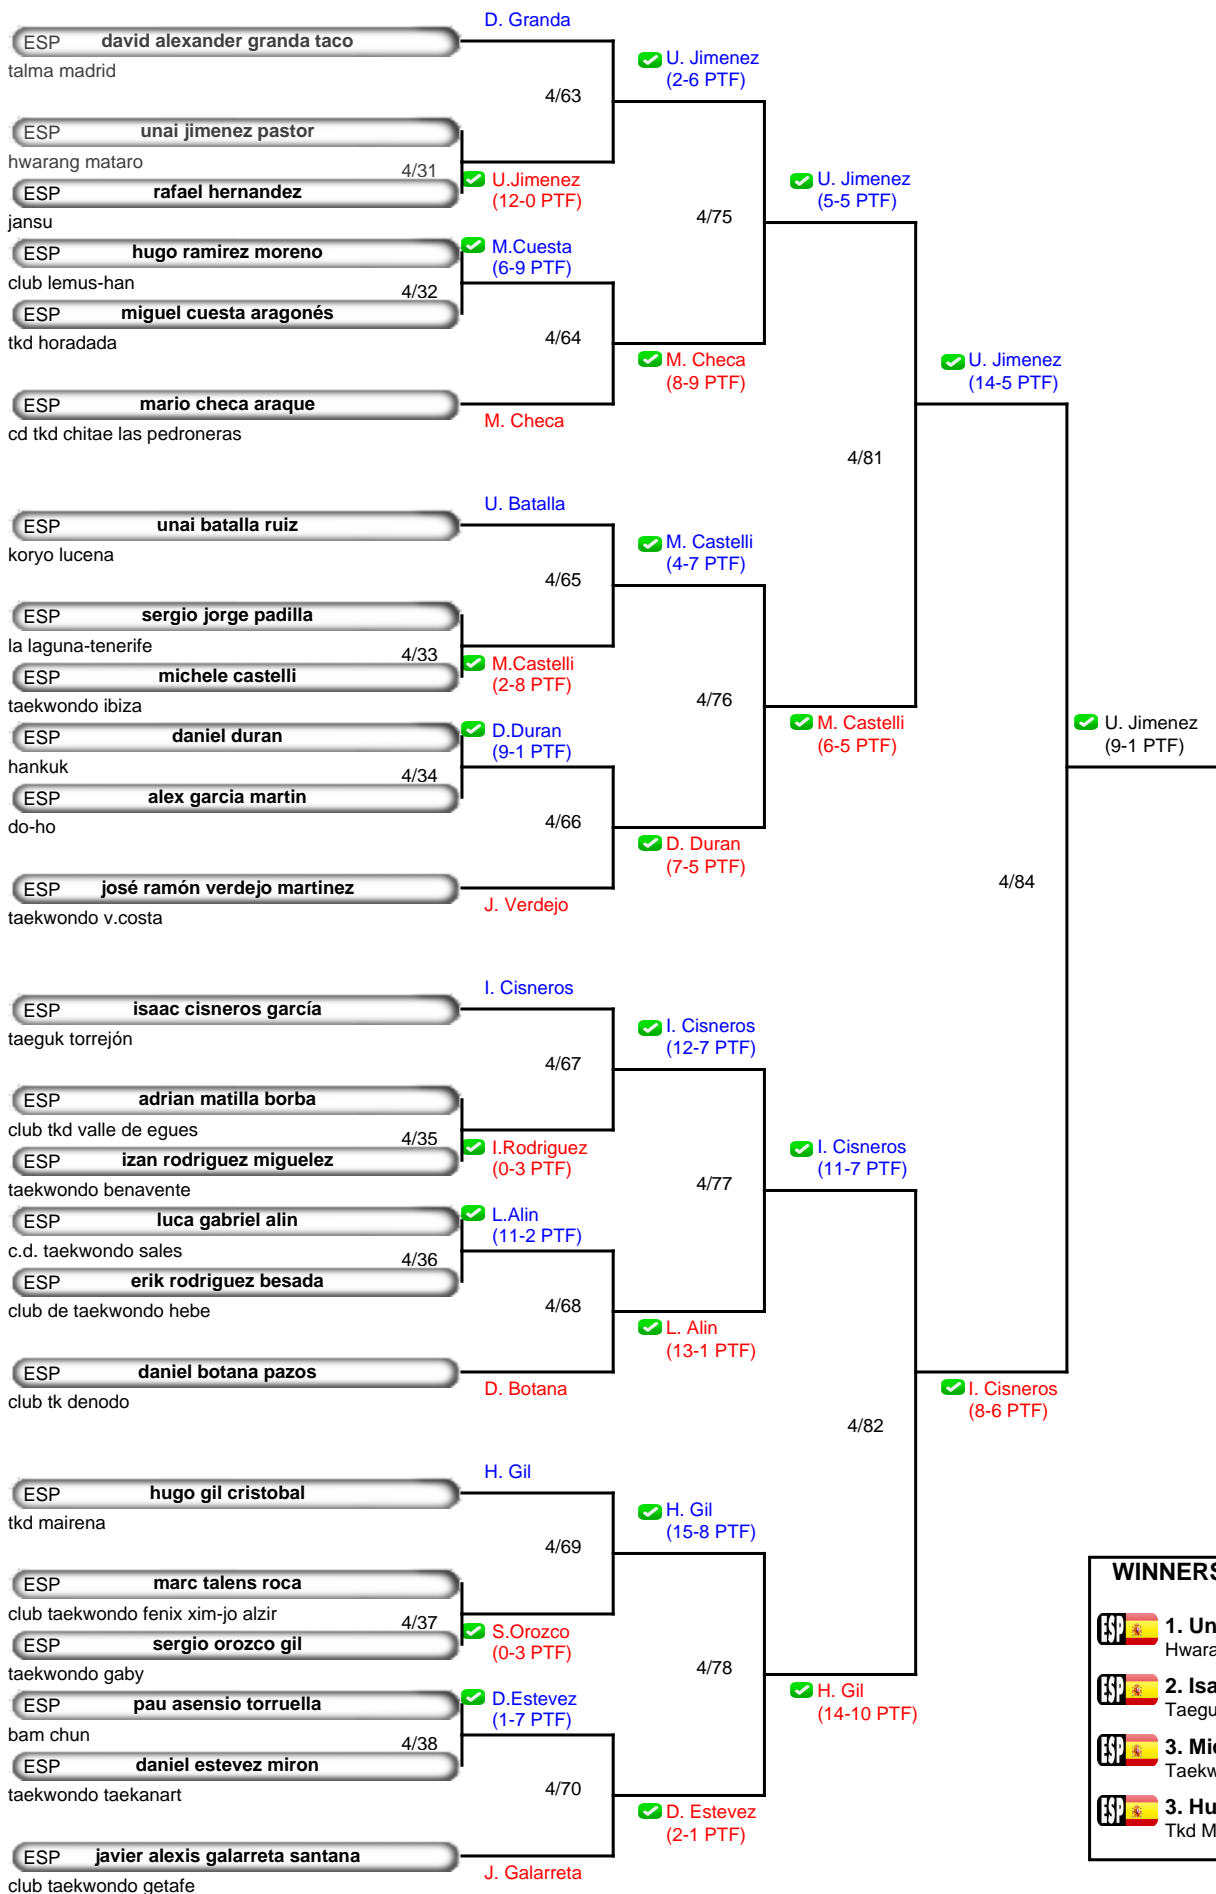 D. Granda
ESP david alexander granda taco
talma madrid
U. Jimenez
(2-6 PTF)
4/63
ESP unai jimenez pastor
hwarang mataro
4/31
ESP rafael hernandez
jansu
U.Jimenez
(12-0 PTF)
U. Jimenez
(5-5 PTF)
4/75
ESP hugo ramirez moreno
club lemus-han
M.Cuesta
(6-9 PTF)
4/32
ESP miguel cuesta aragonés
tkd horadada
4/64
M. Checa
(8-9 PTF)
U. Jimenez
(14-5 PTF)
ESP mario checa araque
cd tkd chitae las pedroneras
M. Checa
4/81
U. Batalla
ESP unai batalla ruiz
koryo lucena
M. Castelli
(4-7 PTF)
4/65
ESP sergio jorge padilla
la laguna-tenerife
4/33
ESP michele castelli
taekwondo ibiza
M.Castelli
(2-8 PTF)
4/76
M. Castelli
(6-5 PTF)
U. Jimenez
(9-1 PTF)
ESP daniel duran
hankuk
D.Duran
(9-1 PTF)
4/34
ESP alex garcia martin
do-ho
4/66
D. Duran
(7-5 PTF)
4/84
ESP josé ramón verdejo martinez
taekwondo v.costa
J. Verdejo
I. Cisneros
ESP isaac cisneros garcía
taeguk torrejón
I. Cisneros
(12-7 PTF)
4/67
ESP adrian matilla borba
club tkd valle de egues
4/35
ESP izan rodriguez miguelez
taekwondo benavente
I.Rodriguez
(0-3 PTF)
I. Cisneros
(11-7 PTF)
4/77
ESP luca gabriel alin
c.d. taekwondo sales
L.Alin
(11-2 PTF)
4/36
ESP erik rodriguez besada
club de taekwondo hebe
4/68
L. Alin
(13-1 PTF)
ESP daniel botana pazos
club tk denodo
D. Botana
I. Cisneros
(8-6 PTF)
4/82
H. Gil
ESP hugo gil cristobal
tkd mairena
H. Gil
(15-8 PTF)
4/69
ESP marc talens roca
club taekwondo fenix xim-jo alzir
4/37
ESP sergio orozco gil
taekwondo gaby
S.Orozco
(0-3 PTF)
4/78
H. Gil
(14-10 PTF)
ESP pau asensio torruella
bam chun
D.Estevez
(1-7 PTF)
4/38
ESP daniel estevez miron
taekwondo taekanart
4/70
D. Estevez
(2-1 PTF)
ESP javier alexis galarreta santana
club taekwondo getafe
J. Galarreta
WINNERS
ESP 1. Un
Hwara
ESP 2. Isa
Taegu
ESP 3. Mic
Taekw
ESP 3. Hu
Tkd M